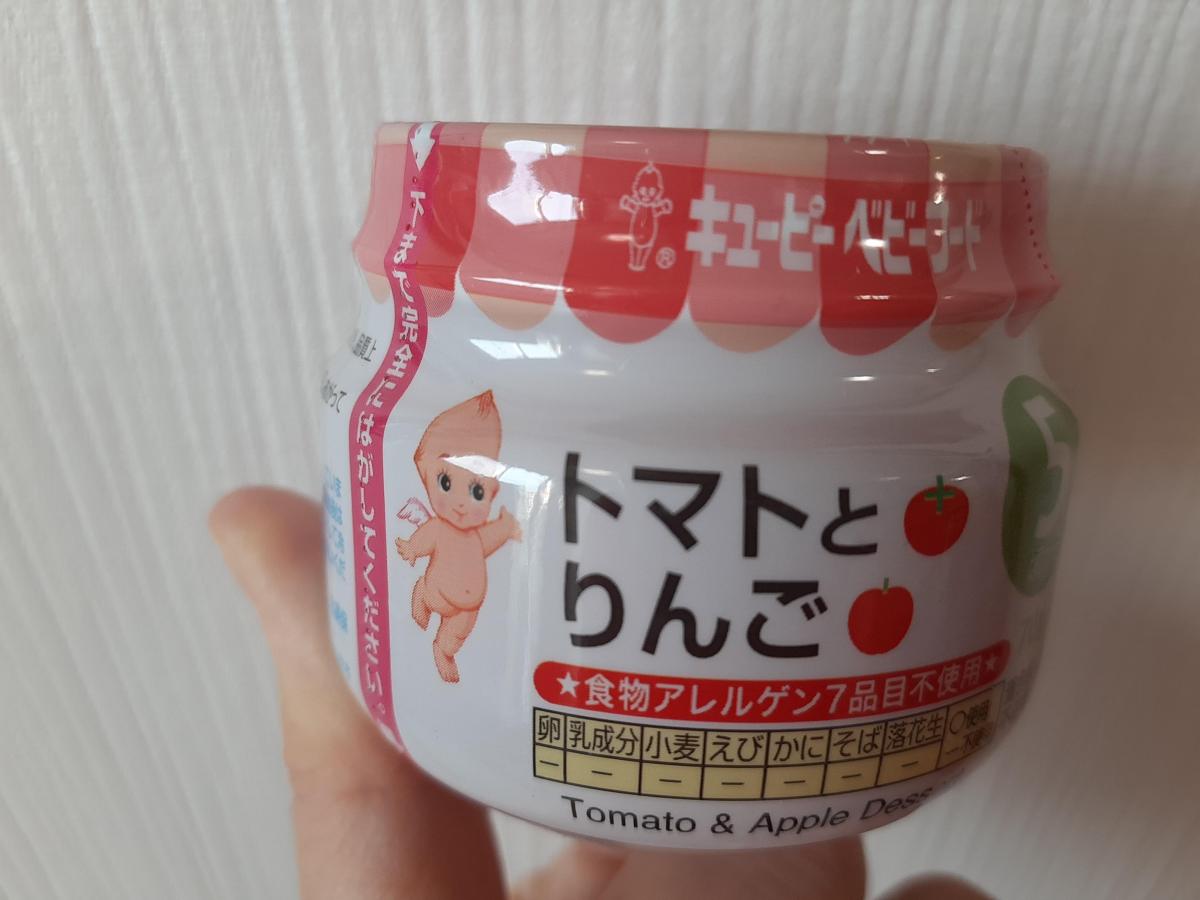 キューピー ベビーフード
下まで完全にはがしてください。
トマトと
りんご
★食物アレルゲン7品目不使用★
卵 乳成分 小麦 えび かに そば 落花生 ○使用
－ － － － － － －
Tomato & Apple